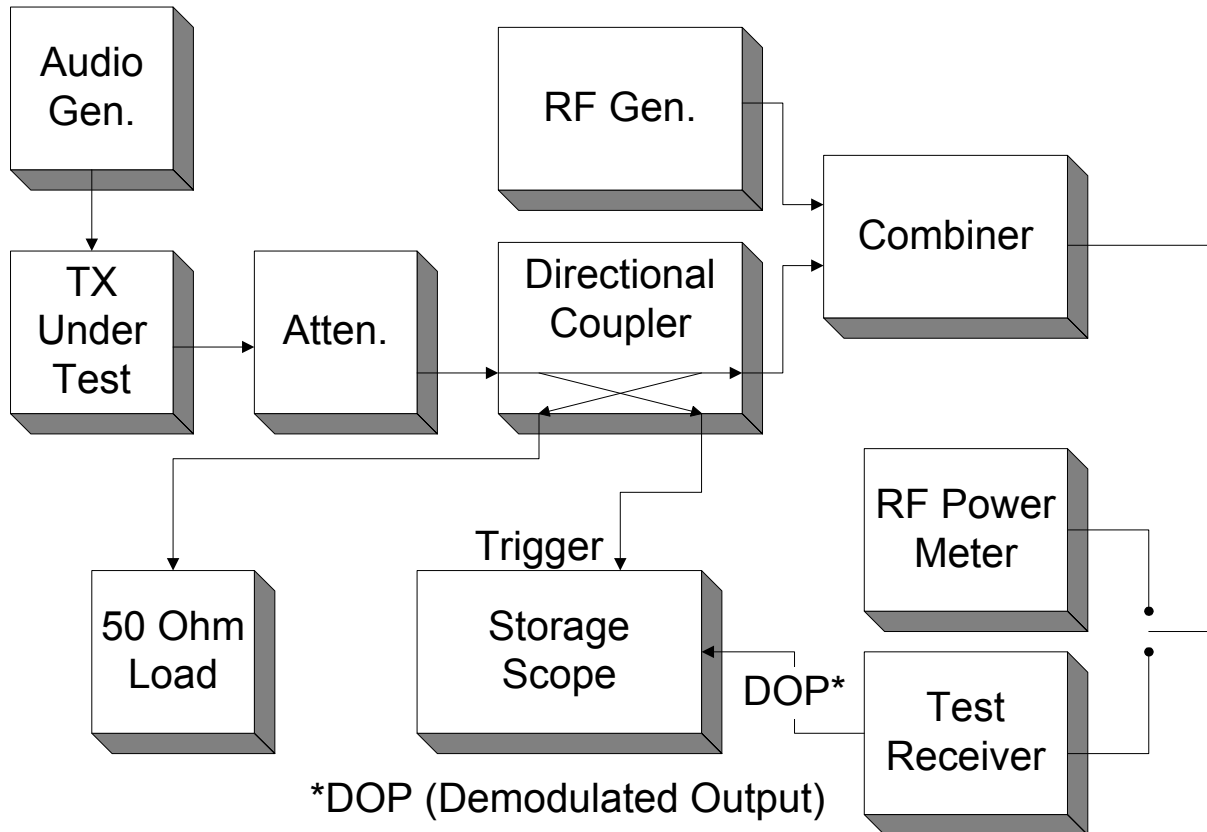 Audio
Gen.
RF Gen.
Combiner
TX
Under
Test
Atten.
Directional
Coupler
RF Power
Meter
Trigger
50 Ohm
Load
Storage
Scope
DOP*
Test
Receiver
*DOP (Demodulated Output)